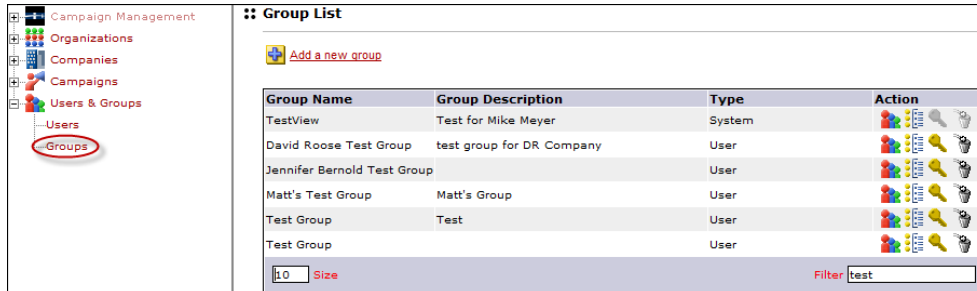 Campaign Management
Organizations
Companies
Campaigns
Users & Groups
Users
Groups
:: Group List
Add a new group
Group Name Group Description Type Action
TestView Test for Mike Meyer System
David Roose Test Group test group for DR Company User
Jennifer Bernold Test Group User
Matt's Test Group Matt's Group User
Test Group Test User
Test Group User
10 Size Filter test